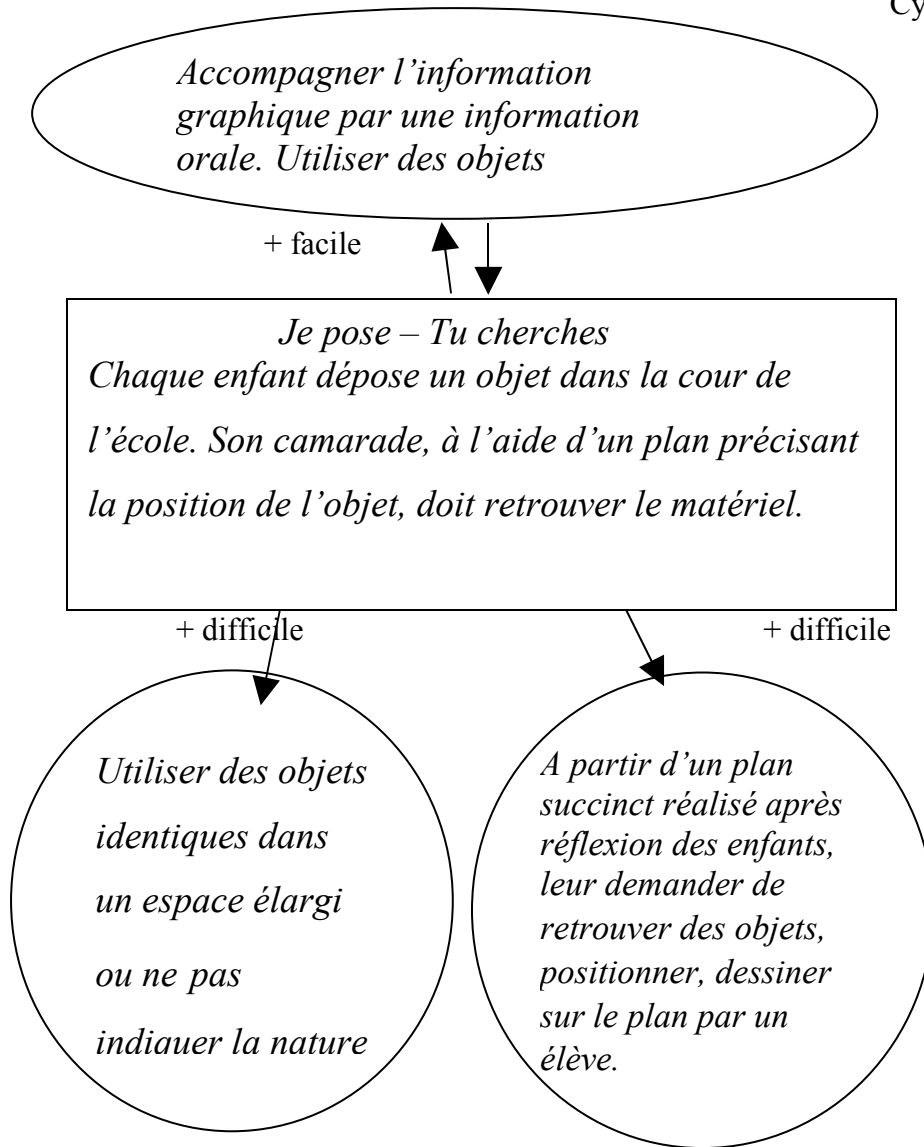 Cy
Accompagner l’information
graphique par une information
orale. Utiliser des objets
+ facile
Je pose – Tu cherches
Chaque enfant dépose un objet dans la cour de
l’école. Son camarade, à l’aide d’un plan précisant
la position de l’objet, doit retrouver le matériel.
+ difficile
+ difficile
Utiliser des objets
identiques dans
un espace élargi
ou ne pas
indiauer la nature
A partir d’un plan
succinct réalisé après
réflexion des enfants,
leur demander de
retrouver des objets,
positionner, dessiner
sur le plan par un
élève.